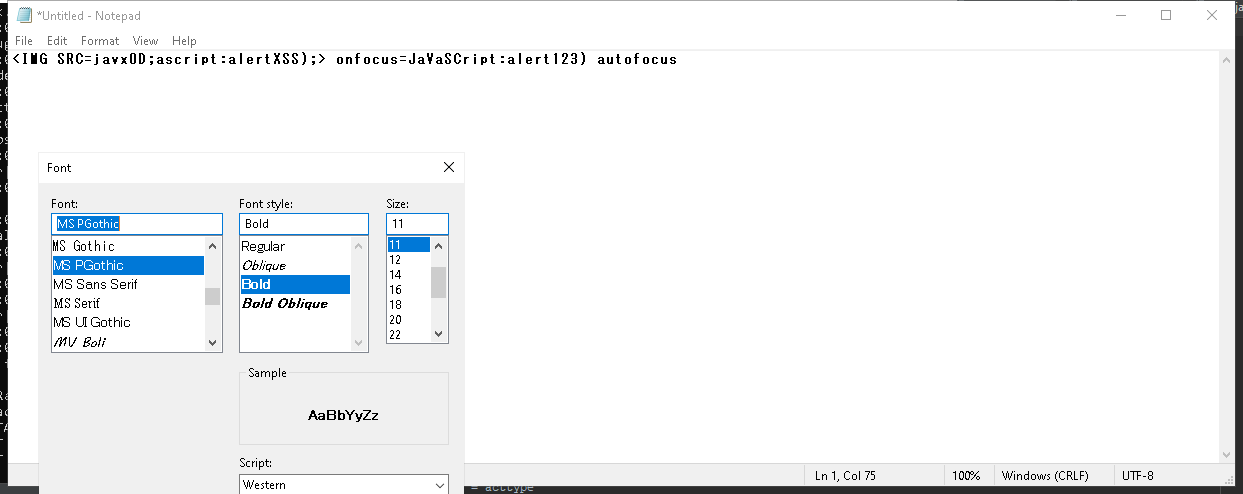 *Untitled - Notepad
File Edit Format View Help
<IMG SRC=javx0D;ascript:alertXSS);> onfocus=JaVaSCript:alert123) autofocus
Font
Font: Font style: Size:
MS PGothic Bold 11
MS Gothic Regular 11
MS PGothic Oblique 12
MS Sans Serif Bold 14
MS Serif Bold Oblique 16
MS UI Gothic 18
MV Boli 20
22
Sample
AaBbYyZz
Script:
Western
Ln 1, Col 75 100% Windows (CRLF) UTF-8
= acctype